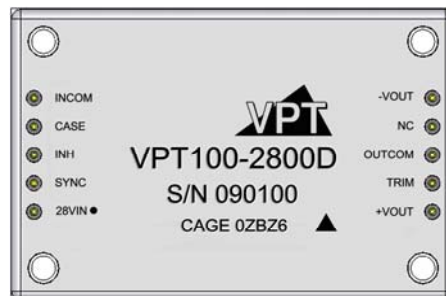 INCOM
CASE
INH
SYNC
28VIN
VPT
VPT100-2800D
S/N 090100
CAGE 0ZBZ6
-VOUT
NC
OUTCOM
TRIM
+VOUT